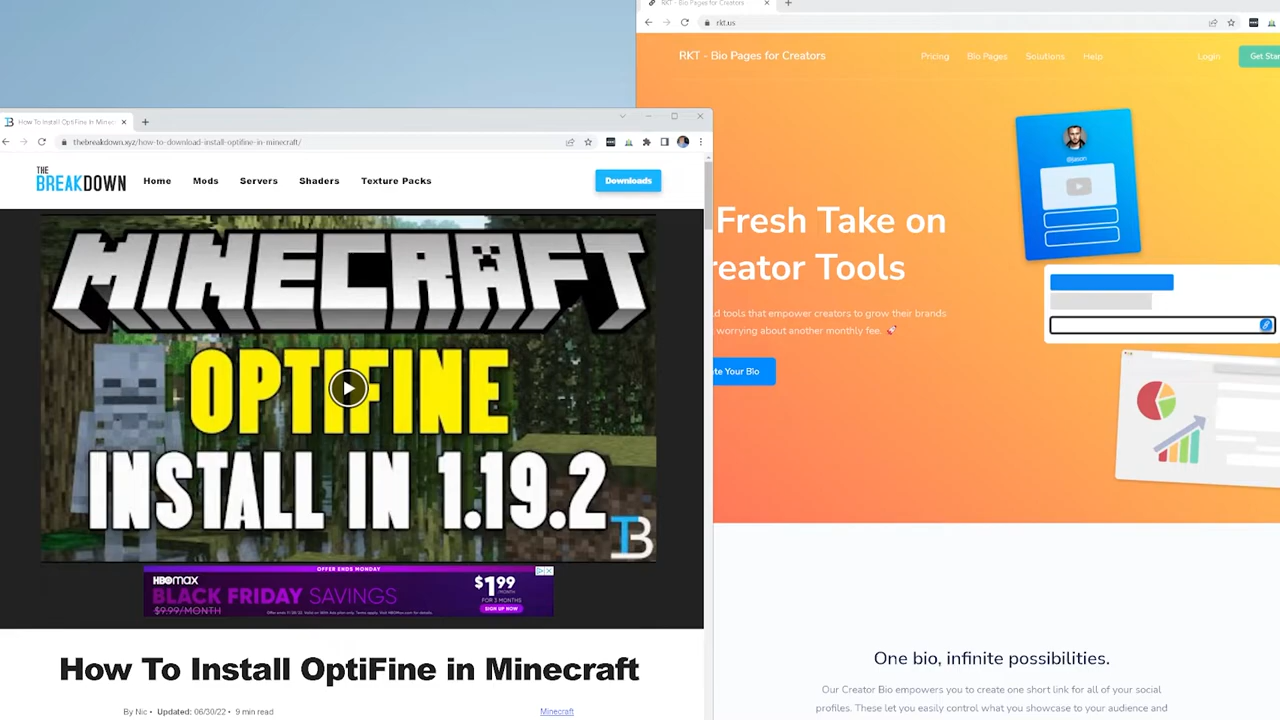 RKT - Bio Pages for Creators
rkt.us
RKT - Bio Pages for Creators
Pricing
Bio Pages
Solutions
Help
Login
Get Star
@jason
Fresh Take on
reator Tools
d tools that empower creators to grow their brands
worrying about another monthly fee. 🚀
te Your Bio
One bio, infinite possibilities.
Our Creator Bio empowers you to create one short link for all of your social
profiles. These let you easily control what you showcase to your audience and
How To Install OptiFine in Minec
thebreakdown.xyz/how-to-download-install-optifine-in-minecraft/
THE
BREAKDOWN
Home
Mods
Servers
Shaders
Texture Packs
Downloads
MINECRAFT
OPTIFINE
INSTALL IN 1.19.2
TB
OFFER ENDS MONDAY
HBOMAX
BLACK FRIDAY SAVINGS
$9.99/MONTH
$1.99
/MONTH
FOR 3 MONTHS
SIGN UP NOW
How To Install OptiFine in Minecraft
By Nic • Updated: 06/30/22 • 9 min read
Minecraft